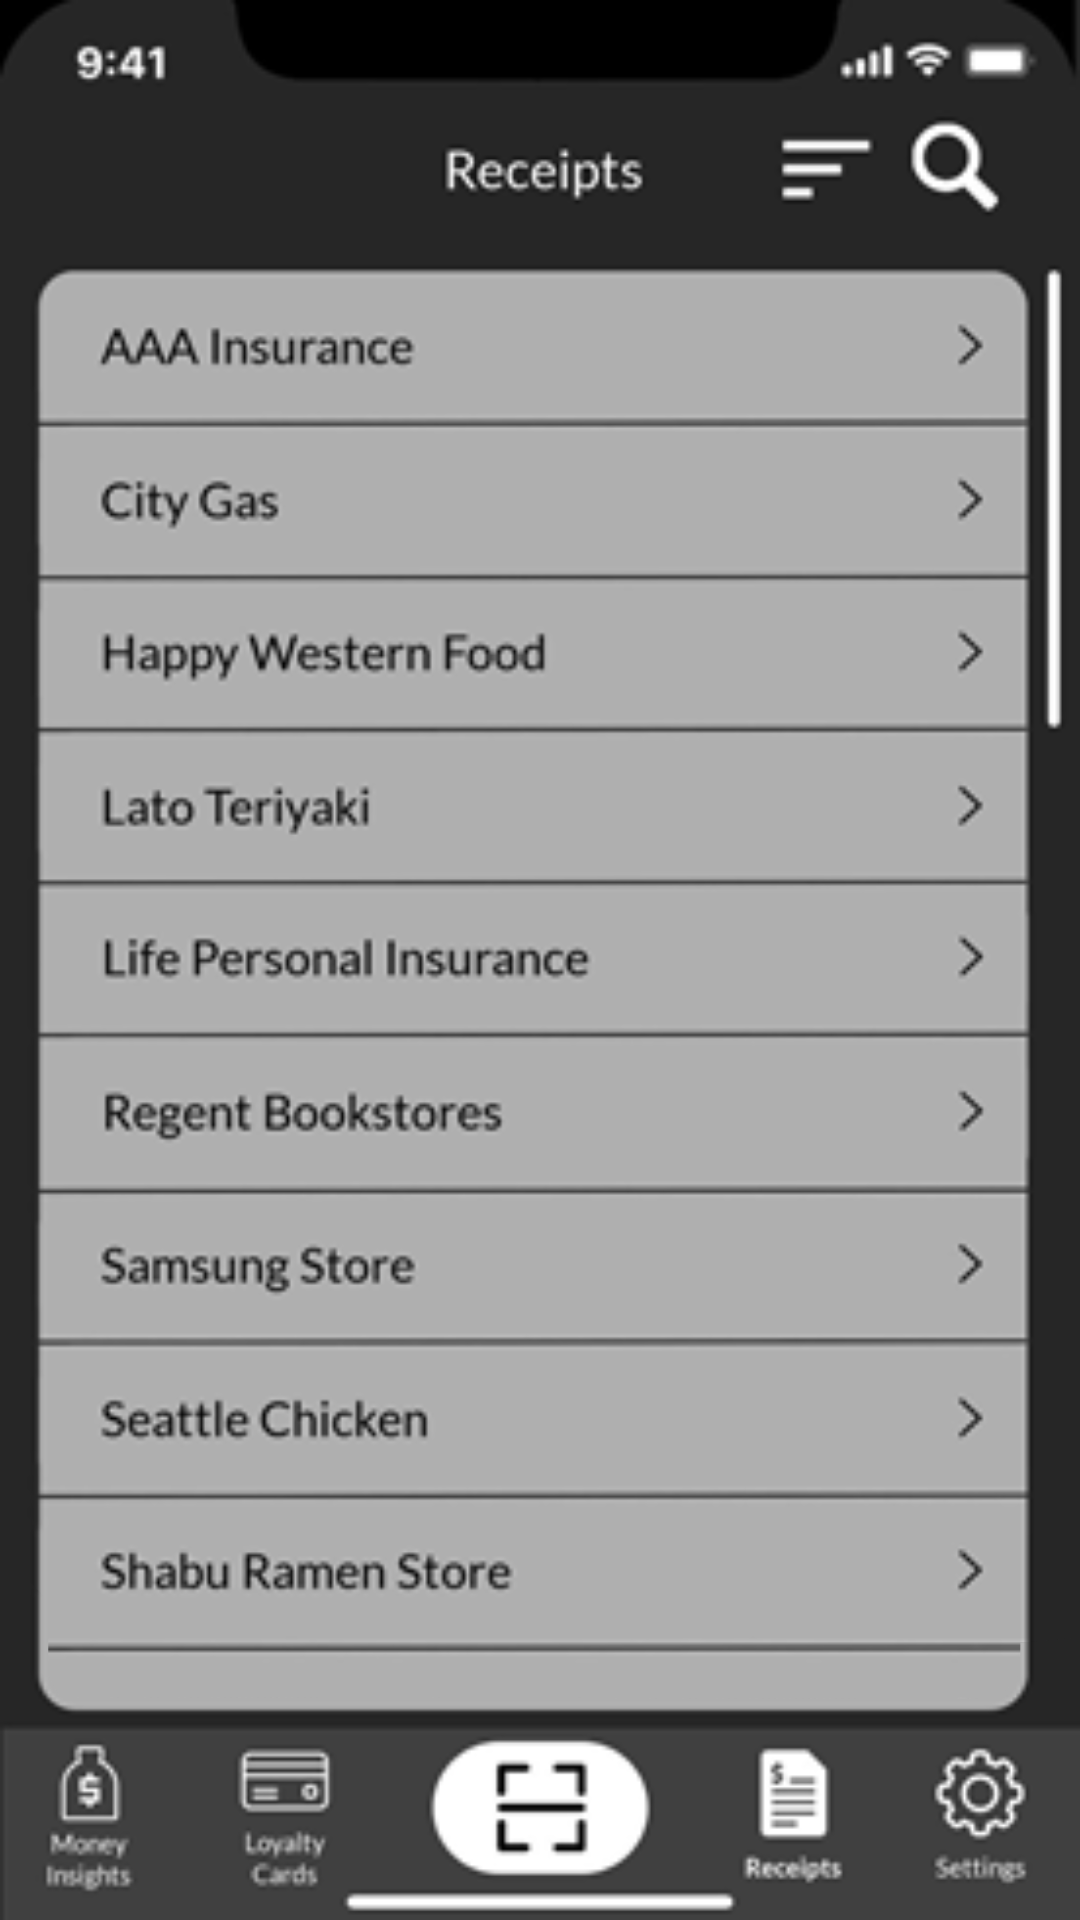 9:41
Receipts
AAA Insurance
City Gas
Happy Western Food
Lato Teriyaki
Life Personal Insurance
Regent Bookstores
Samsung Store
Seattle Chicken
Shabu Ramen Store
$
$
Money
Insights
Loyalty
Cards
Receipts
Settings